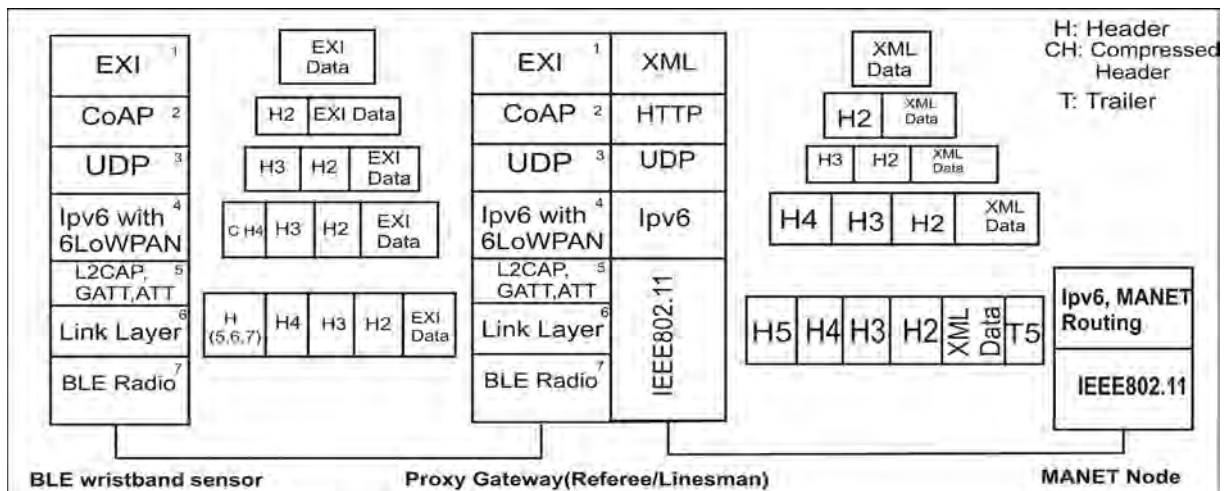 EXI 1
CoAP 2
UDP 3
Ipv6 with 4
6LoWPAN
L2CAP, 5
GATT,ATT
Link Layer 6
BLE Radio 7
BLE wristband sensor
EXI
Data
H2 EXI Data
H3 H2 EXI
Data
C H4 H3 H2 EXI
Data
H
(5,6,7) H4 H3 H2 EXI
Data
EXI 1
CoAP 2
UDP 3
Ipv6 with 4
6LoWPAN
L2CAP, 5
GATT,ATT
Link Layer 6
BLE Radio 7
XML
HTTP
UDP
Ipv6
IEEE802.11
Proxy Gateway(Referee/Linesman)
XML
Data
H2 XML
Data
H3 H2 XML
Data
H4 H3 H2 XML
Data
H5 H4 H3 H2 XML
Data T5
H: Header
CH: Compressed
Header
T: Trailer
Ipv6, MANET
Routing
IEEE802.11
MANET Node